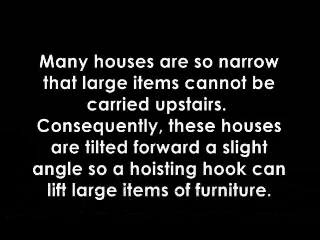 Many houses are so narrow
that large items cannot be
carried upstairs.
Consequently, these houses
are tilted forward a slight
angle so a hoisting hook can
lift large items of furniture.